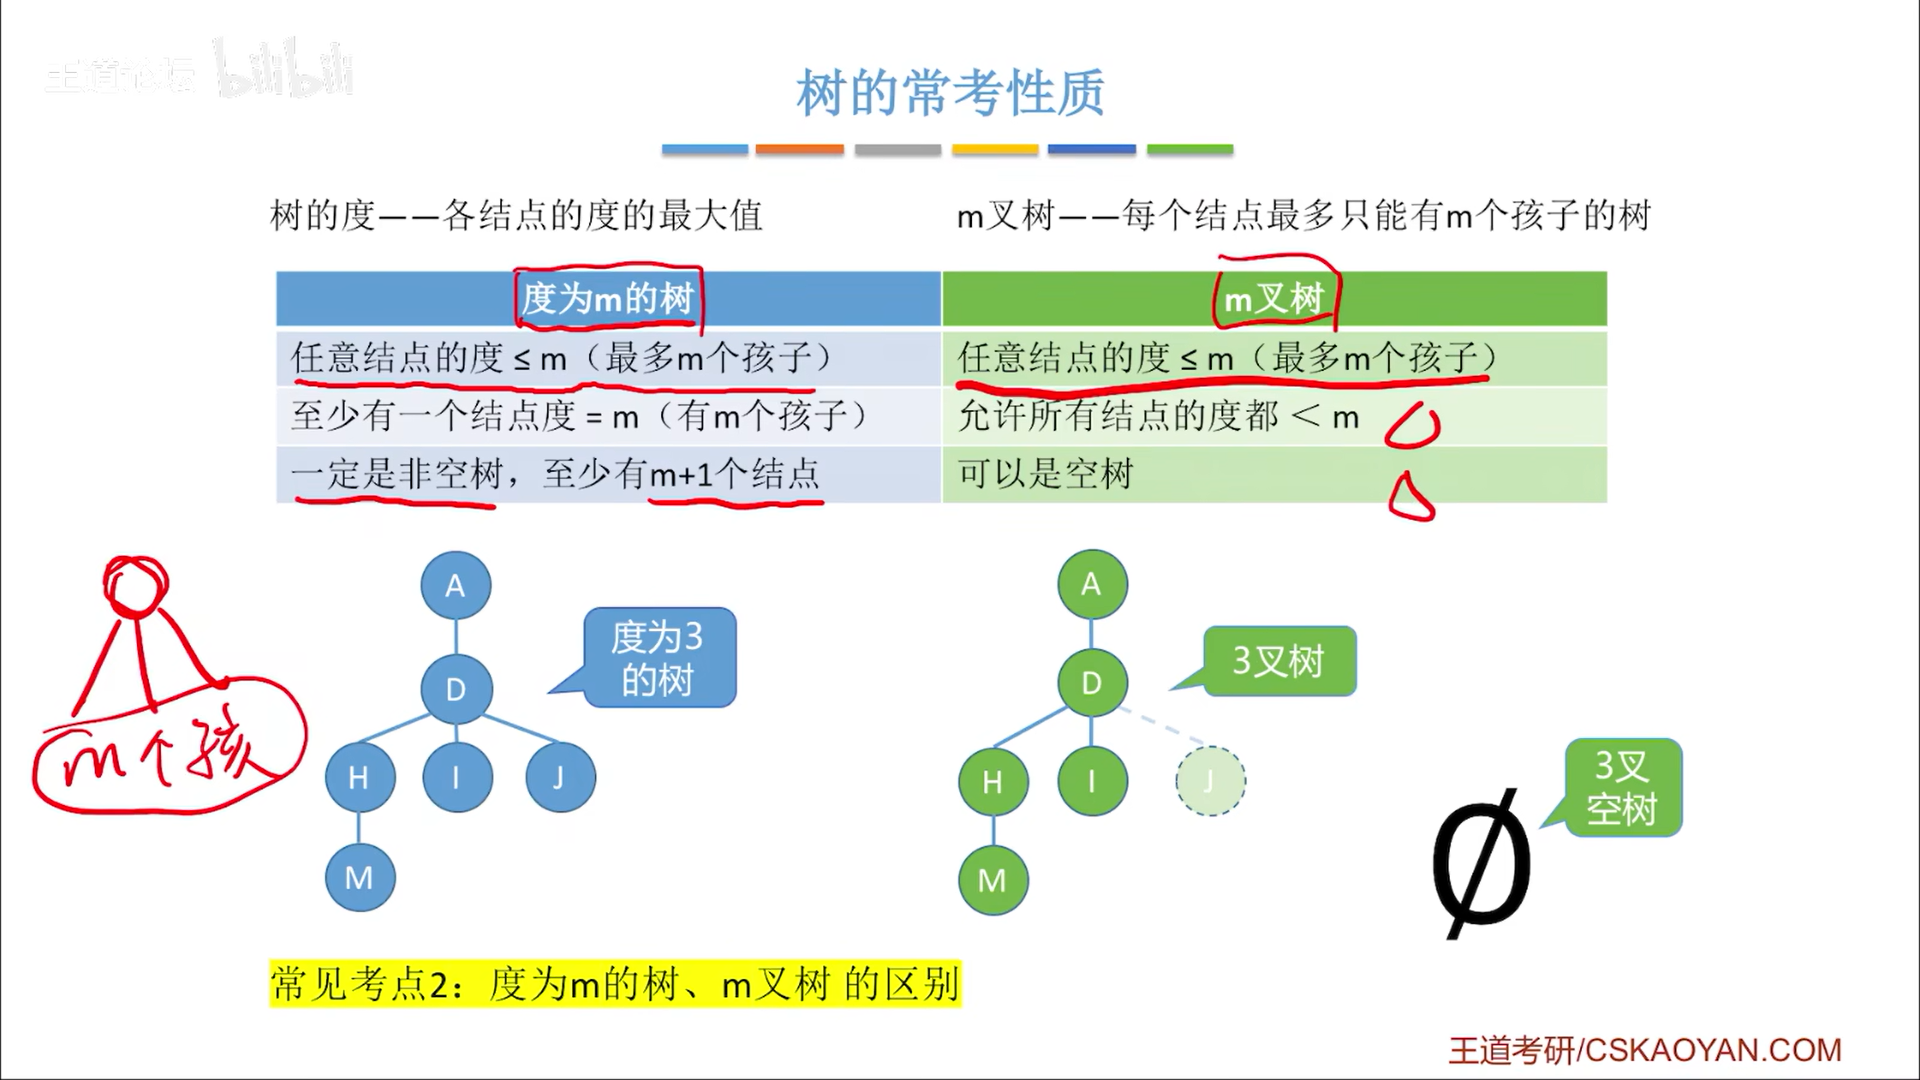 王道论坛 bilibili
树的常考性质
树的度——各结点的度的最大值
m叉树——每个结点最多只能有m个孩子的树
度为m的树
m叉树
任意结点的度 ≤ m（最多m个孩子）
任意结点的度 ≤ m（最多m个孩子）
至少有一个结点度 = m（有m个孩子）
允许所有结点的度都 ＜ m
一定是非空树，至少有m+1个结点
可以是空树
A
度为3
的树
D
H I J
M
m个孩
A
3叉树
D
H I J
M
3叉
空树
Ø
常见考点2：度为m的树、m叉树 的区别
王道考研/CSKAOYAN.COM